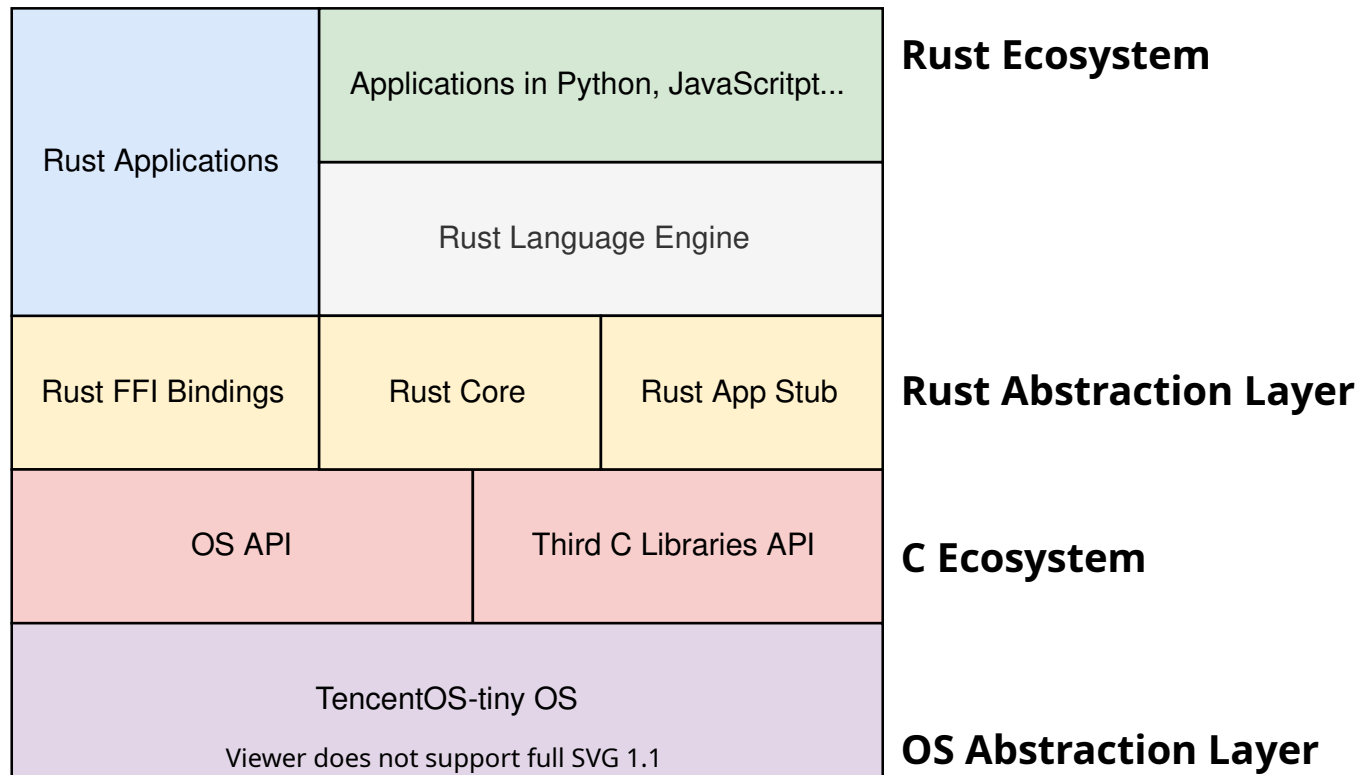 Rust Ecosystem
Applications in Python, JavaScritpt...
Rust Applications
Rust Language Engine
Rust FFI Bindings
Rust Core
Rust App Stub
Rust Abstraction Layer
OS API
Third C Libraries API
C Ecosystem
TencentOS-tiny OS
Viewer does not support full SVG 1.1
OS Abstraction Layer